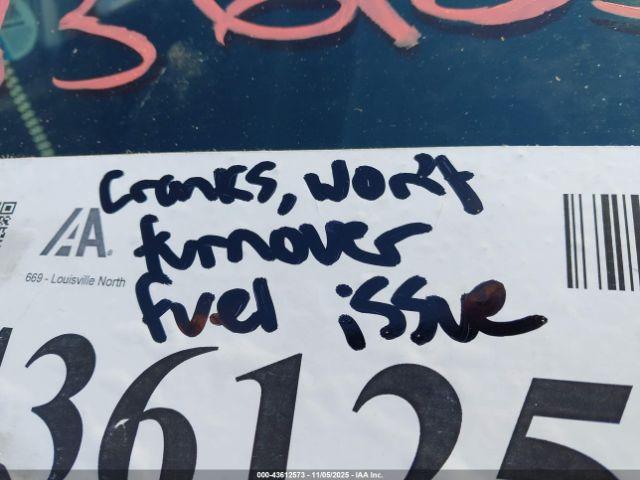 Cranks, won't
turnover
fuel issue
IAA
669 - Louisville North
36125
000-43612573 - 11/05/2025 - IAA Inc.